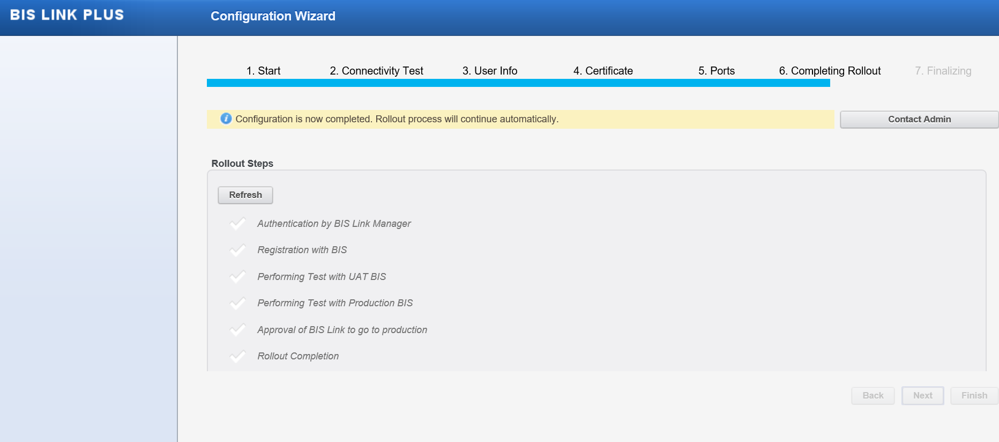 BIS LINK PLUS
Configuration Wizard
1. Start 2. Connectivity Test 3. User Info 4. Certificate 5. Ports 6. Completing Rollout 7. Finalizing
Configuration is now completed. Rollout process will continue automatically.
Contact Admin
Rollout Steps
Refresh
Authentication by BIS Link Manager
Registration with BIS
Performing Test with UAT BIS
Performing Test with Production BIS
Approval of BIS Link to go to production
Rollout Completion
Back Next Finish